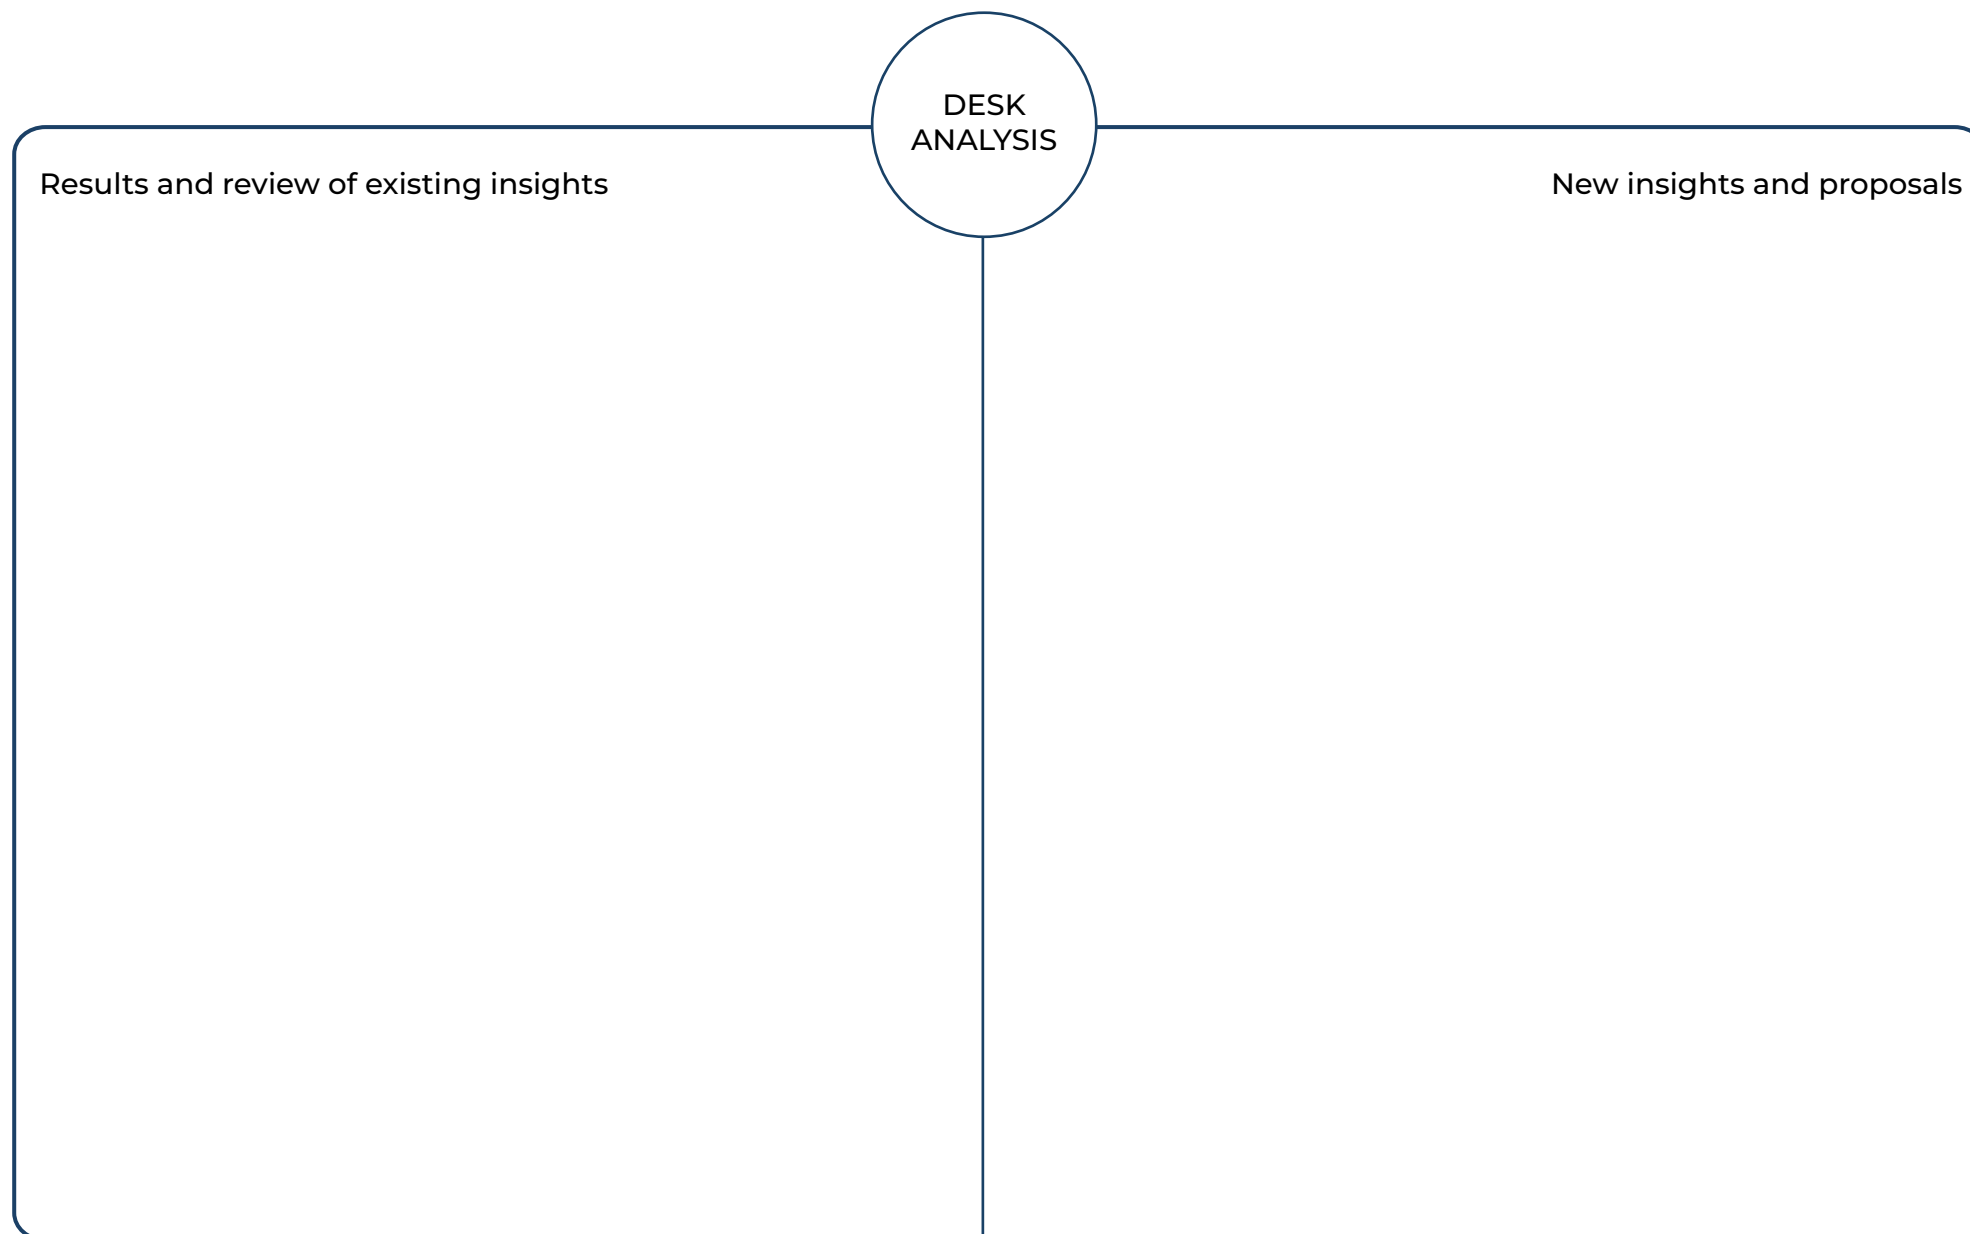 DESK
ANALYSIS
Results and review of existing insights
New insights and proposals